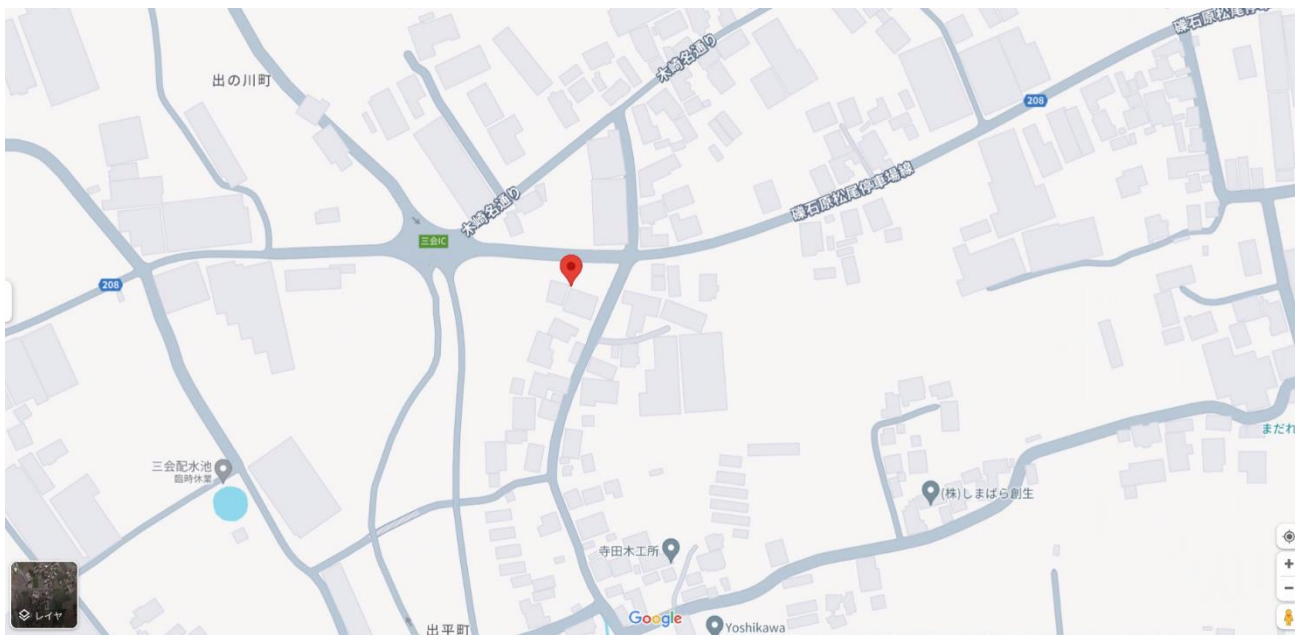 礫石原松尾停車場
木崎名通り
出の川町
208
礫石原松尾停車場線
木崎名通り
三会IC
208
まだれ
三会配水池
臨時休業
(株)しまばら創生
寺田木工所
レイヤ
出平町
Google
Yoshikawa